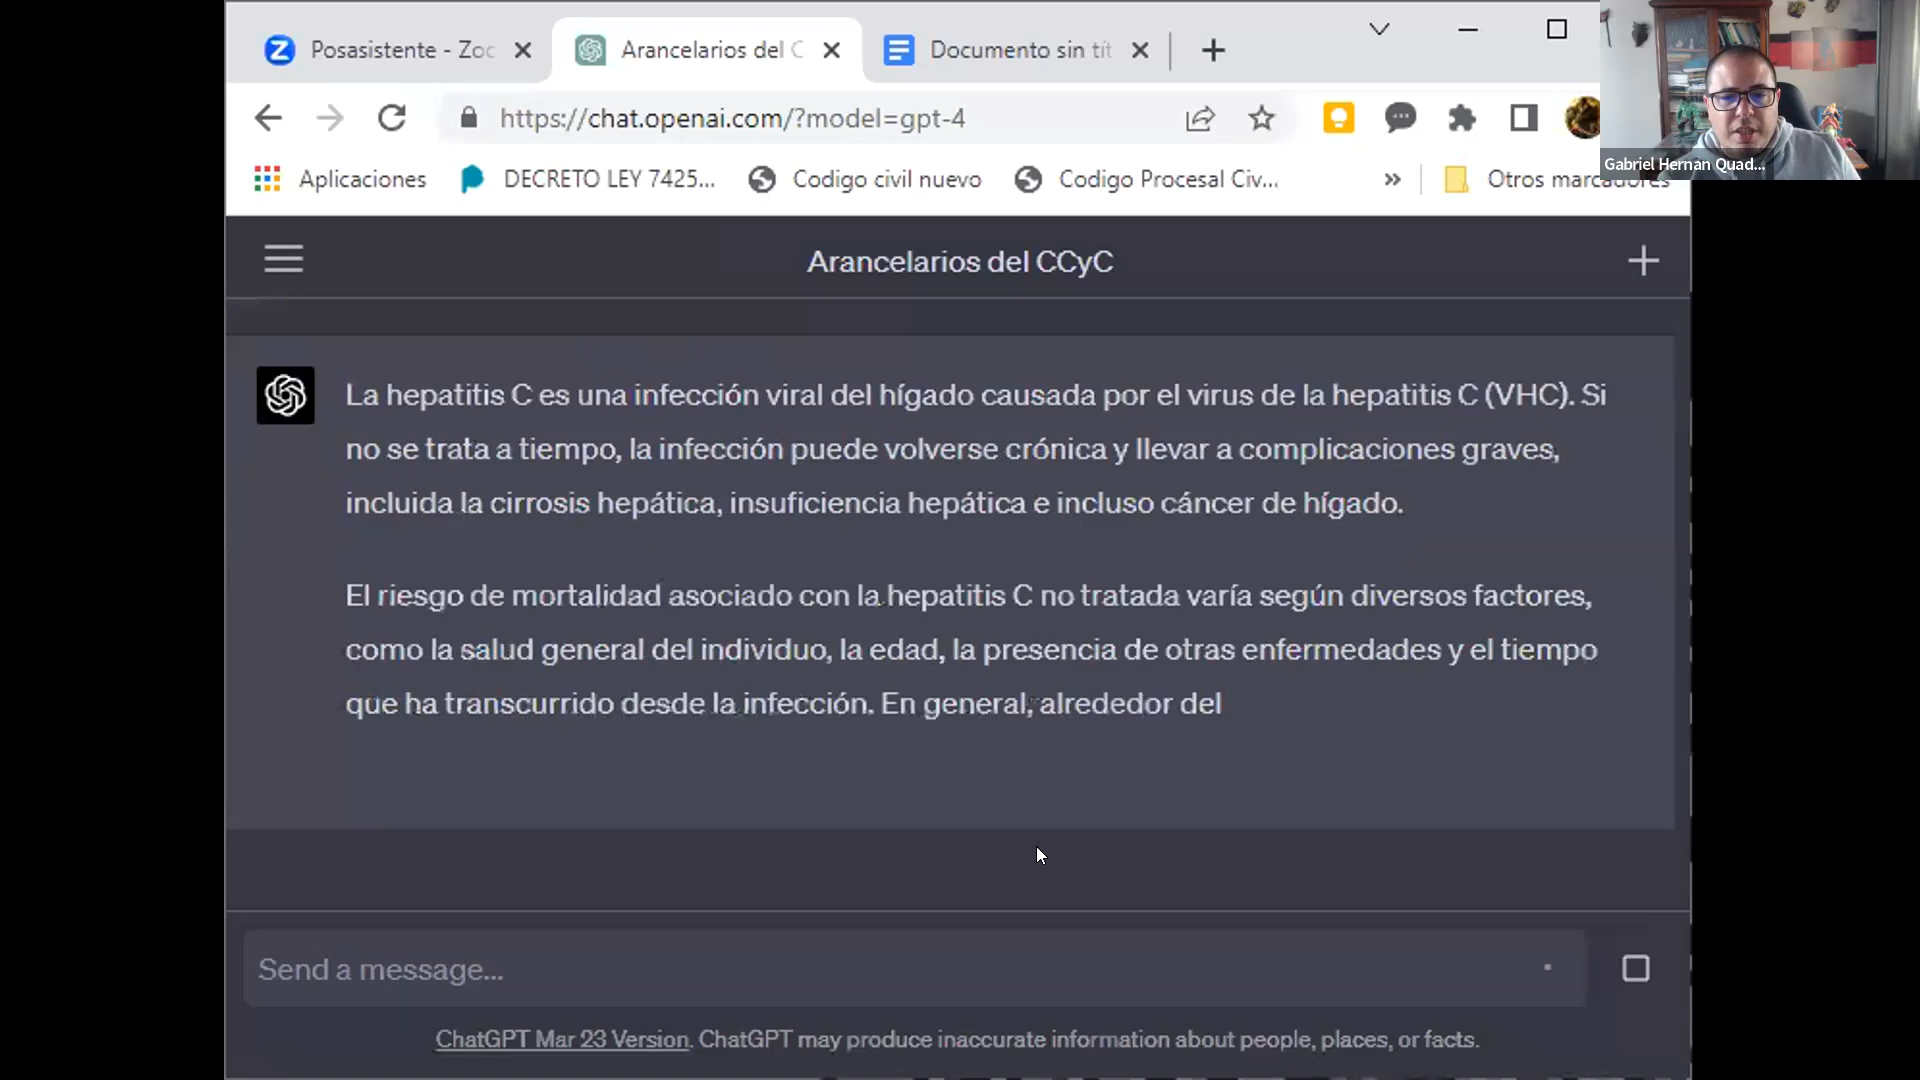 Posasistente - Zoc
Arancelarios del C
Documento sin tít
https://chat.openai.com/?model=gpt-4
Aplicaciones
DECRETO LEY 7425...
Codigo civil nuevo
Codigo Procesal Civ...
»
Otros marcadores
Gabriel Hernan Quad...
Arancelarios del CCyC
La hepatitis C es una infección viral del hígado causada por el virus de la hepatitis C (VHC). Si
no se trata a tiempo, la infección puede volverse crónica y llevar a complicaciones graves,
incluida la cirrosis hepática, insuficiencia hepática e incluso cáncer de hígado.
El riesgo de mortalidad asociado con la hepatitis C no tratada varía según diversos factores,
como la salud general del individuo, la edad, la presencia de otras enfermedades y el tiempo
que ha transcurrido desde la infección. En general, alrededor del
Send a message...
ChatGPT Mar 23 Version. ChatGPT may produce inaccurate information about people, places, or facts.